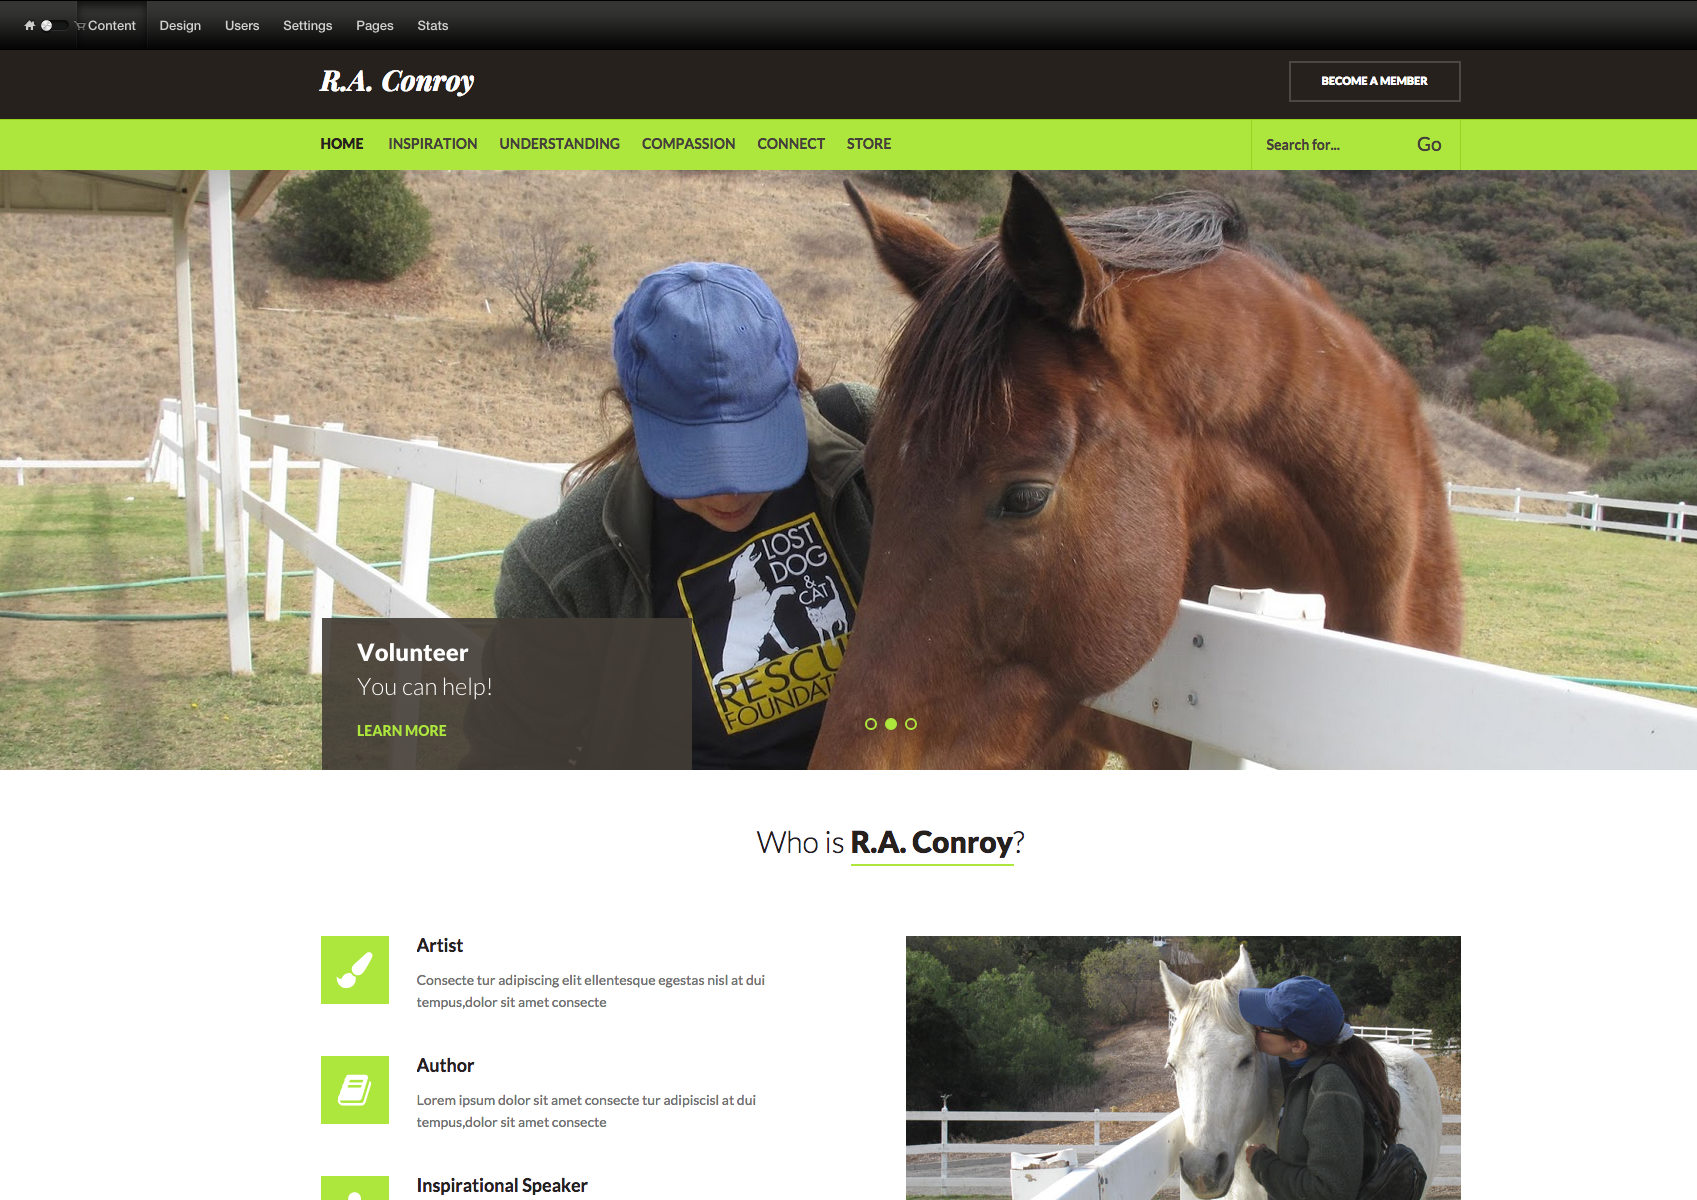 Content Design Users Settings Pages Stats
R.A. Conroy
BECOME A MEMBER
HOME INSPIRATION UNDERSTANDING COMPASSION CONNECT STORE
Search for... Go
LOST
DOG
& CAT
RESCUE
Volunteer
You can help!
LEARN MORE
Who is R.A. Conroy?
Artist
Consecte tur adipiscing elit ellentesque egestas nisl at dui
tempus,dolor sit amet consecte
Author
Lorem ipsum dolor sit amet consecte tur adipiscisl at dui
tempus,dolor sit amet consecte
Inspirational Speaker